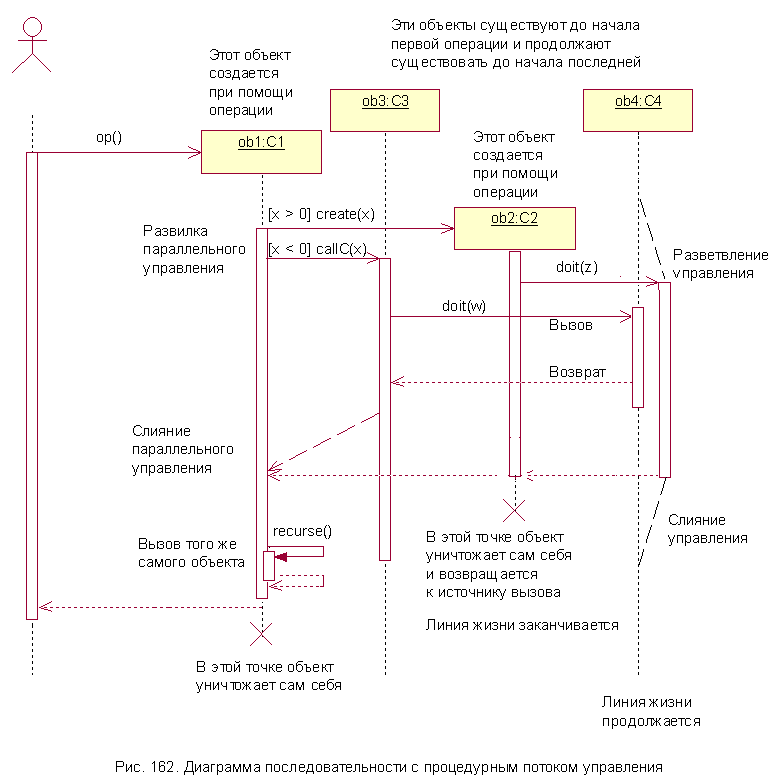 Эти объекты существуют до начала
первой операции и продолжают
существовать до начала последней
Этот объект
создается
при помощи
операции
ob3:C3
ob4:C4
op()
ob1:C1
Этот объект
создается
при помощи
операции
[x > 0] create(x)
ob2:C2
Развилка
параллельного
управления
[x < 0] callC(x)
doit(z)
Разветвление
управления
doit(w)
Вызов
Возврат
Слияние
параллельного
управления
recurse()
Вызов того же
самого объекта
Слияние
управления
В этой точке объект
уничтожает сам себя
и возвращается
к источнику вызова
Линия жизни заканчивается
В этой точке объект
уничтожает сам себя
Линия жизни
продолжается
Рис. 162. Диаграмма последовательности с процедурным потоком управления